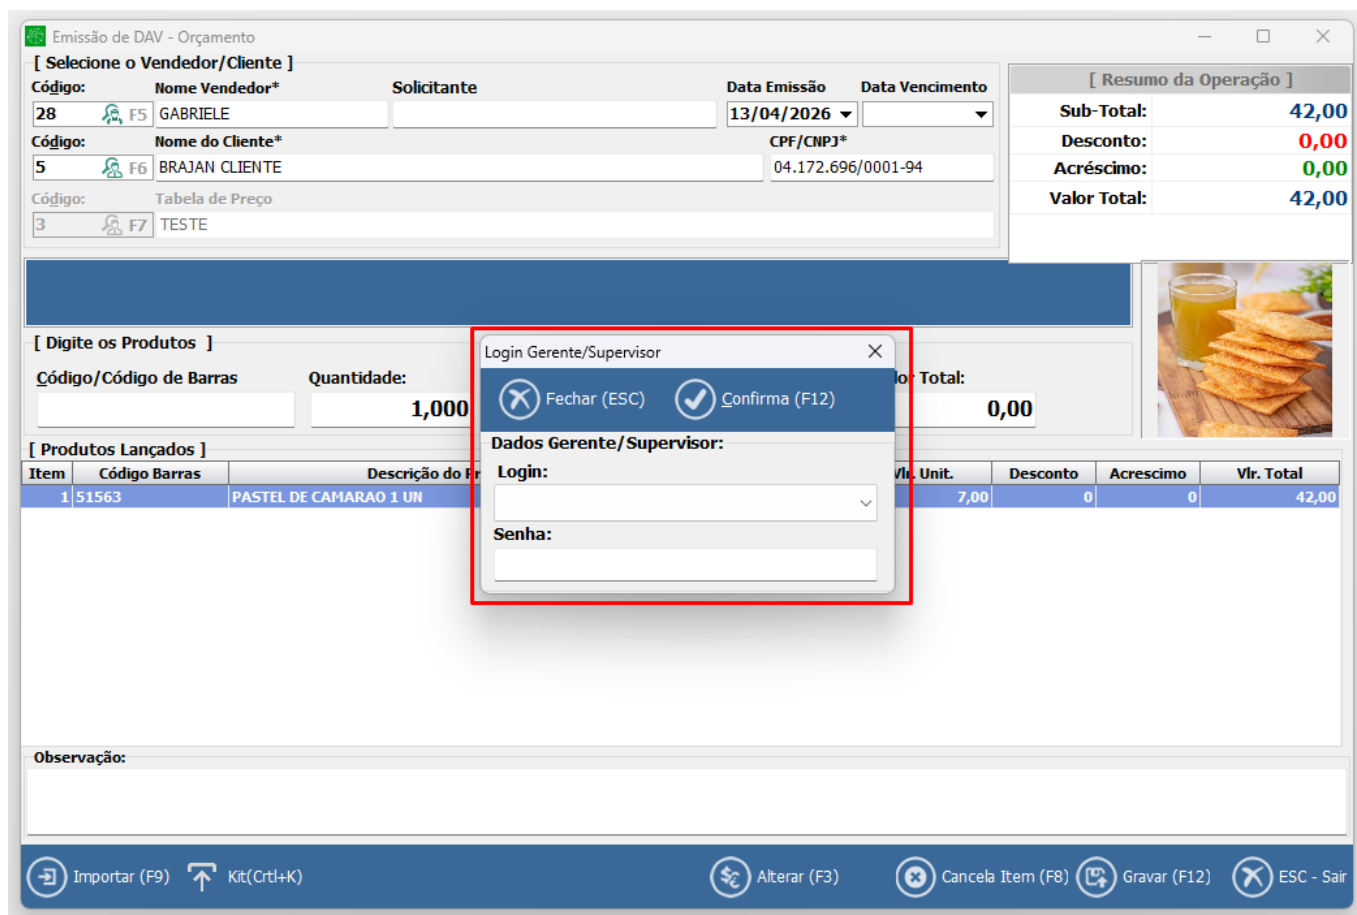 Emissão de DAV - Orçamento
[ Selecione o Vendedor/Cliente ]
Código: Nome Vendedor* Solicitante Data Emissão Data Vencimento
28 F5 GABRIELE 13/04/2026
Código: Nome do Cliente* CPF/CNPJ*
5 F6 BRAJAN CLIENTE 04.172.696/0001-94
Código: Tabela de Preço
3 F7 TESTE
[ Resumo da Operação ]
Sub-Total: 42,00
Desconto: 0,00
Acréscimo: 0,00
Valor Total: 42,00
[ Digite os Produtos ]
Código/Código de Barras Quantidade: Total:
1,000 0,00
Login Gerente/Supervisor
Fechar (ESC) Confirma (F12)
Dados Gerente/Supervisor:
Login:
Senha:
[ Produtos Lançados ]
Item Código Barras Descrição do Vlr. Unit. Desconto Acrescimo Vlr. Total
1 51563 PASTEL DE CAMARAO 1 UN 7,00 0 0 42,00
Observação:
Importar (F9) Kit(Crtl+K) Alterar (F3) Cancela Item (F8) Gravar (F12) ESC - Sair